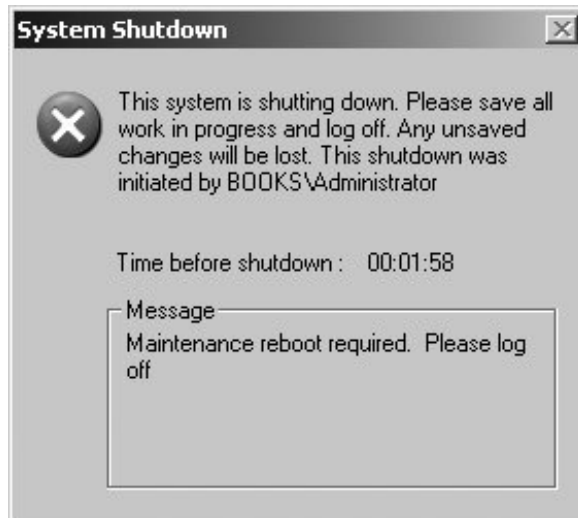 System Shutdown
This system is shutting down. Please save all
work in progress and log off. Any unsaved
changes will be lost. This shutdown was
initiated by BOOKS\Administrator
Time before shutdown : 00:01:58
Message
Maintenance reboot required. Please log
off